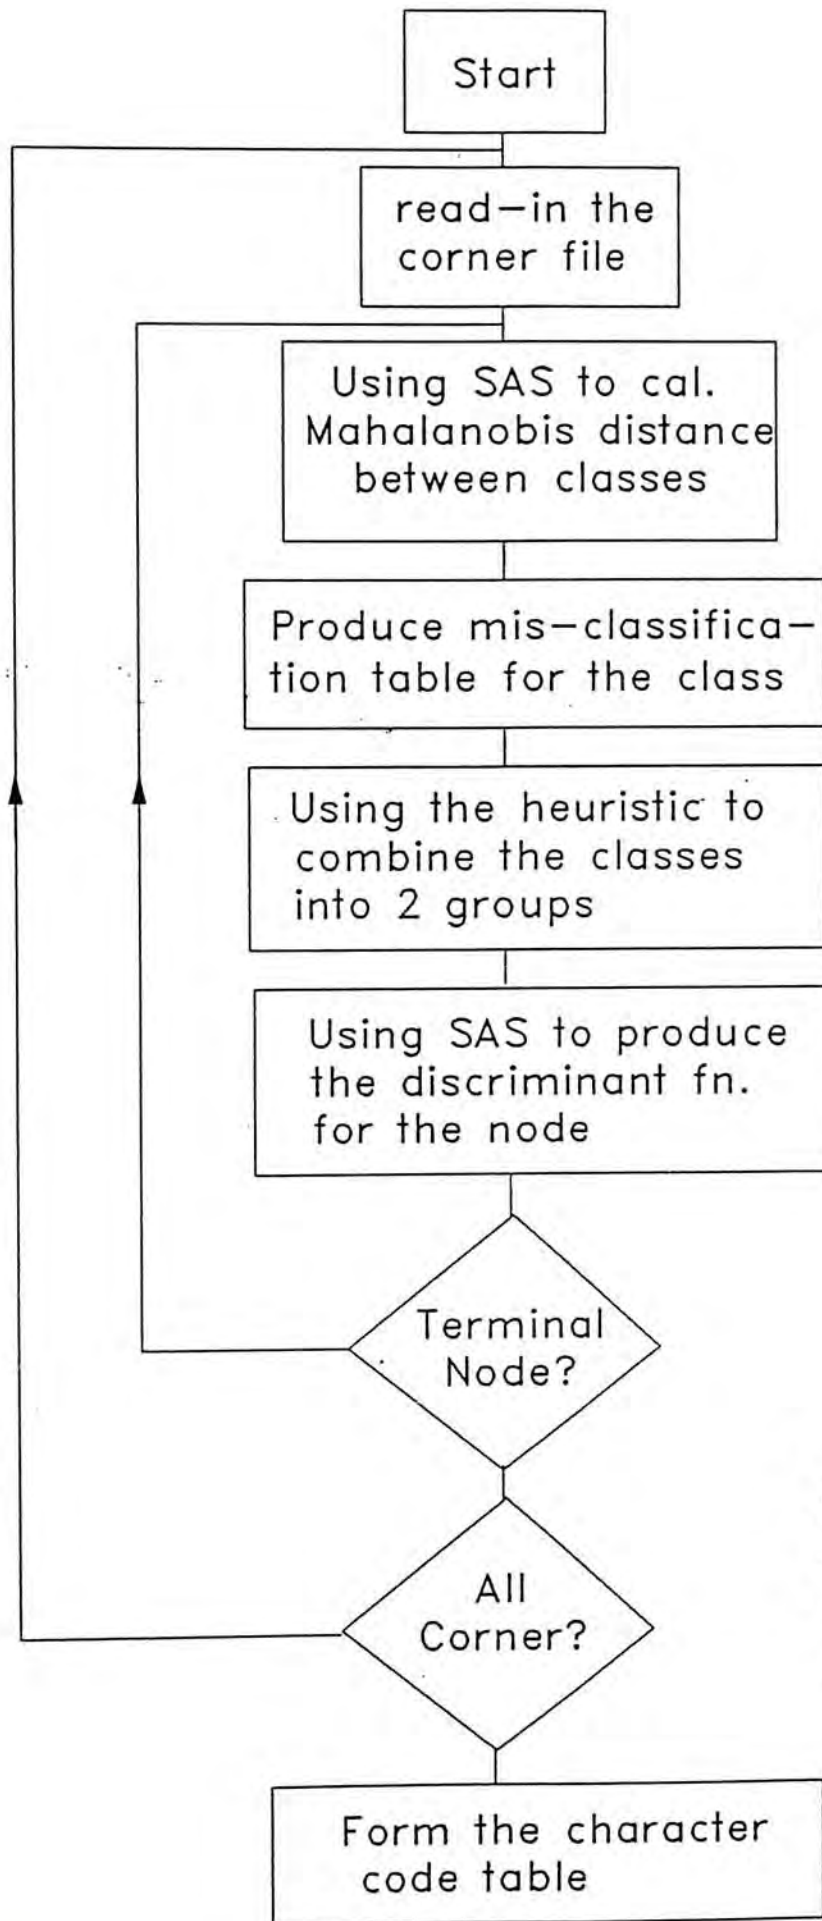 Start
read-in the
corner file
Using SAS to cal.
Mahalanobis distance
between classes
Produce mis-classifica-
tion table for the class
Using the heuristic to
combine the classes
into 2 groups
Using SAS to produce
the discriminant fn.
for the node
Terminal
Node?
All
Corner?
Form the character
code table